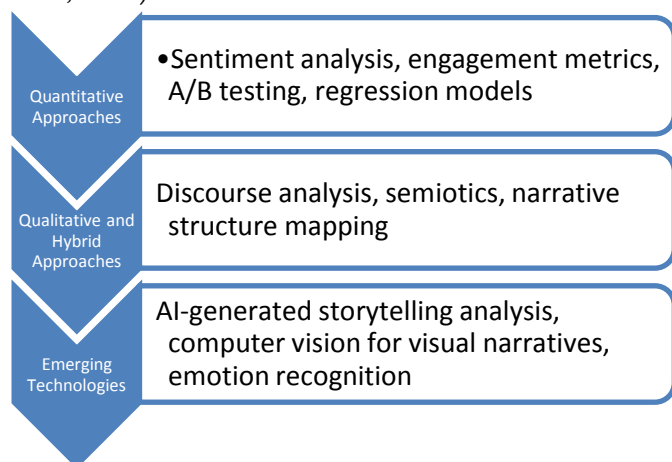 Quantitative
Approaches
•Sentiment analysis, engagement metrics,
A/B testing, regression models
Qualitative and
Hybrid
Approaches
Discourse analysis, semiotics, narrative
structure mapping
Emerging
Technologies
AI-generated storytelling analysis,
computer vision for visual narratives,
emotion recognition